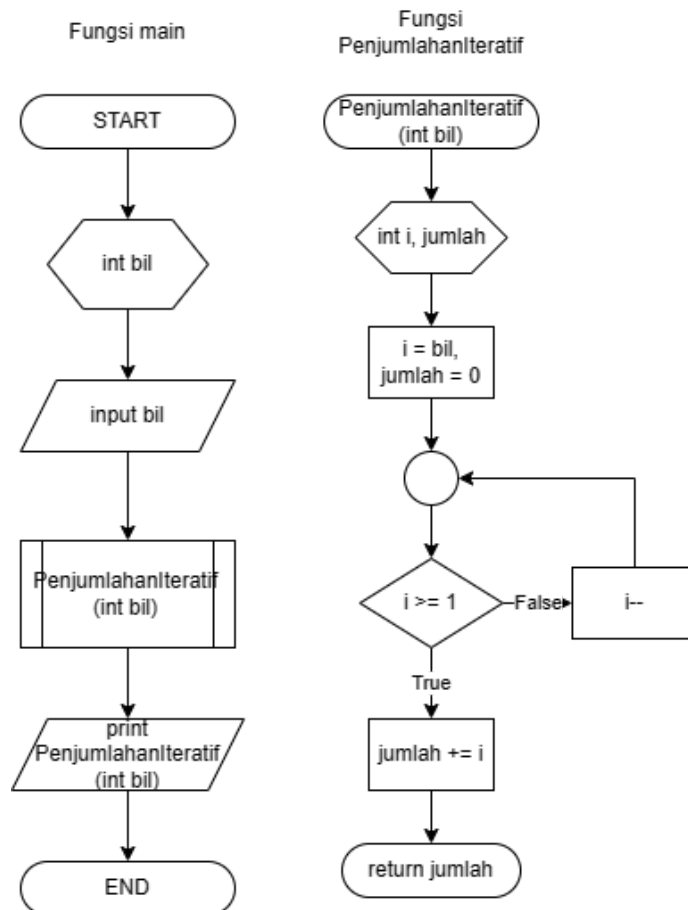 Fungsi main
START
int bil
input bil
PenjumlahanIteratif
(int bil)
print
PenjumlahanIteratif
(int bil)
END
Fungsi
PenjumlahanIteratif
PenjumlahanIteratif
(int bil)
int i, jumlah
i = bil,
jumlah = 0
i >= 1
False
i--
True
jumlah += i
return jumlah